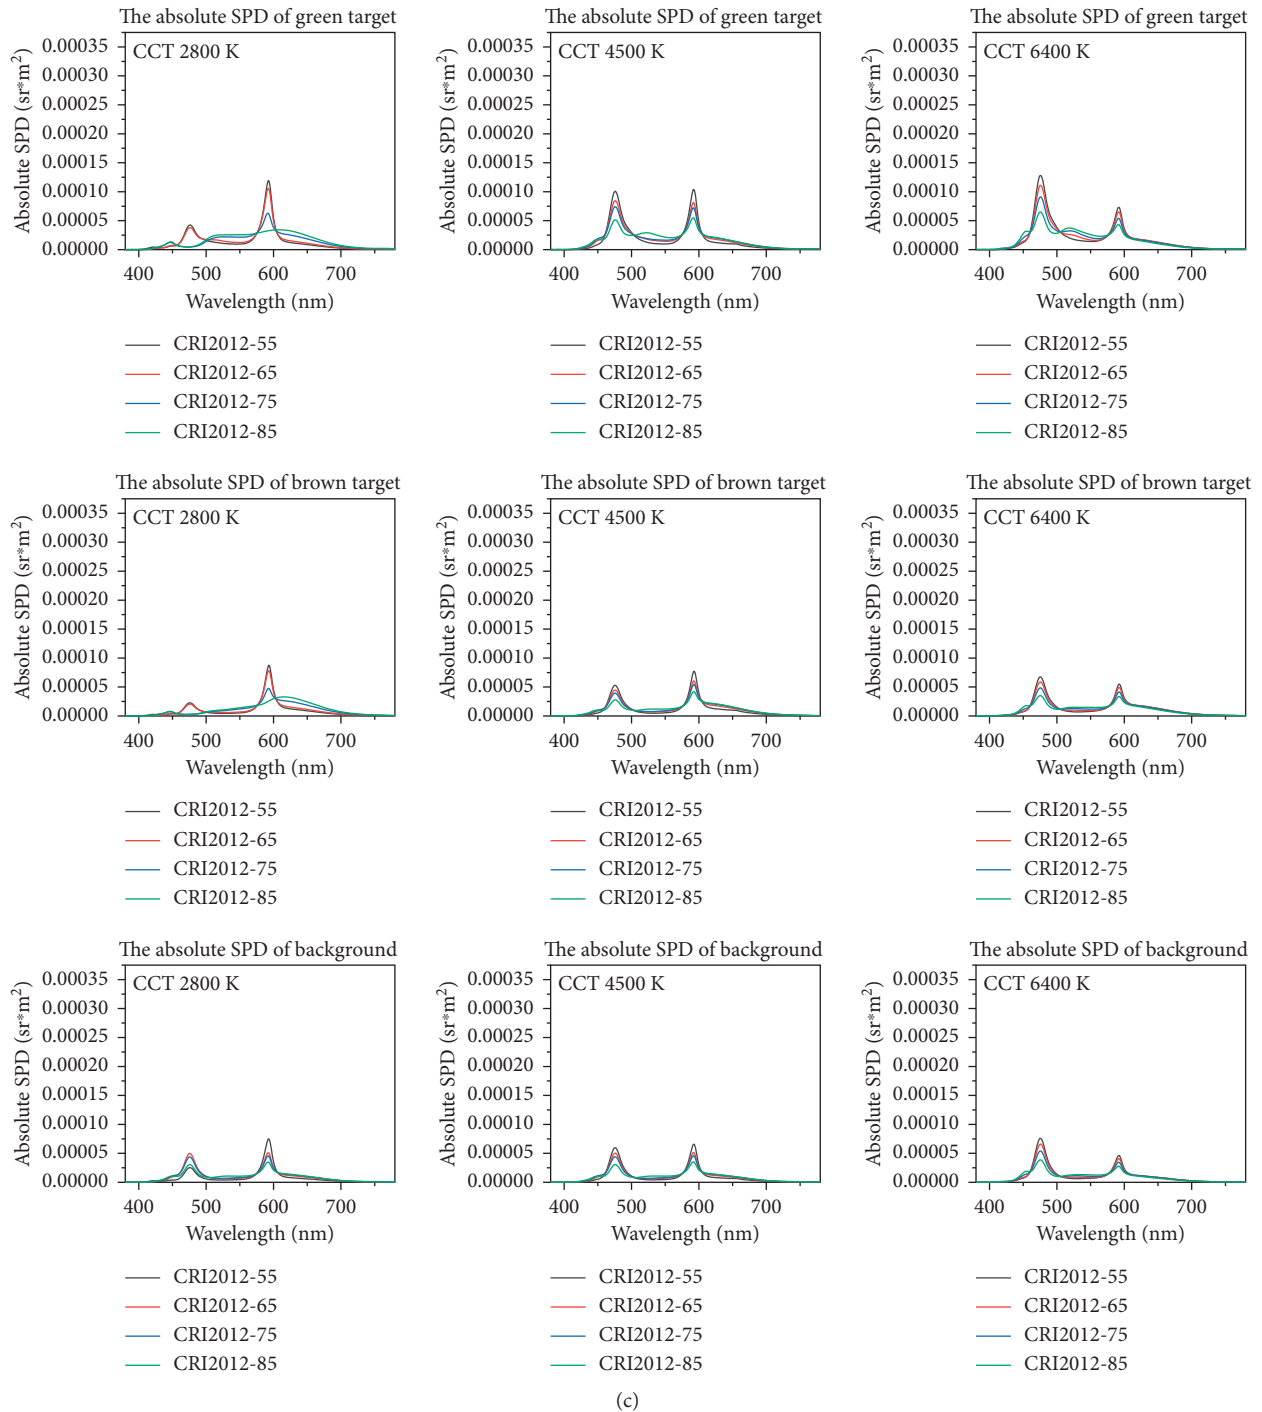 The absolute SPD of green target
CCT 2800 K
Absolute SPD (sr*m²)
0.00035
0.00030
0.00025
0.00020
0.00015
0.00010
0.00005
0.00000
400 500 600 700
Wavelength (nm)
CRI2012-55
CRI2012-65
CRI2012-75
CRI2012-85
The absolute SPD of green target
CCT 4500 K
Absolute SPD (sr*m²)
0.00035
0.00030
0.00025
0.00020
0.00015
0.00010
0.00005
0.00000
400 500 600 700
Wavelength (nm)
CRI2012-55
CRI2012-65
CRI2012-75
CRI2012-85
The absolute SPD of green target
CCT 6400 K
Absolute SPD (sr*m²)
0.00035
0.00030
0.00025
0.00020
0.00015
0.00010
0.00005
0.00000
400 500 600 700
Wavelength (nm)
CRI2012-55
CRI2012-65
CRI2012-75
CRI2012-85
The absolute SPD of brown target
CCT 2800 K
Absolute SPD (sr*m²)
0.00035
0.00030
0.00025
0.00020
0.00015
0.00010
0.00005
0.00000
400 500 600 700
Wavelength (nm)
CRI2012-55
CRI2012-65
CRI2012-75
CRI2012-85
The absolute SPD of brown target
CCT 4500 K
Absolute SPD (sr*m²)
0.00035
0.00030
0.00025
0.00020
0.00015
0.00010
0.00005
0.00000
400 500 600 700
Wavelength (nm)
CRI2012-55
CRI2012-65
CRI2012-75
CRI2012-85
The absolute SPD of brown target
CCT 6400 K
Absolute SPD (sr*m²)
0.00035
0.00030
0.00025
0.00020
0.00015
0.00010
0.00005
0.00000
400 500 600 700
Wavelength (nm)
CRI2012-55
CRI2012-65
CRI2012-75
CRI2012-85
The absolute SPD of background
CCT 2800 K
Absolute SPD (sr*m²)
0.00035
0.00030
0.00025
0.00020
0.00015
0.00010
0.00005
0.00000
400 500 600 700
Wavelength (nm)
CRI2012-55
CRI2012-65
CRI2012-75
CRI2012-85
The absolute SPD of background
CCT 4500 K
Absolute SPD (sr*m²)
0.00035
0.00030
0.00025
0.00020
0.00015
0.00010
0.00005
0.00000
400 500 600 700
Wavelength (nm)
CRI2012-55
CRI2012-65
CRI2012-75
CRI2012-85
The absolute SPD of background
CCT 6400 K
Absolute SPD (sr*m²)
0.00035
0.00030
0.00025
0.00020
0.00015
0.00010
0.00005
0.00000
400 500 600 700
Wavelength (nm)
CRI2012-55
CRI2012-65
CRI2012-75
CRI2012-85
(c)